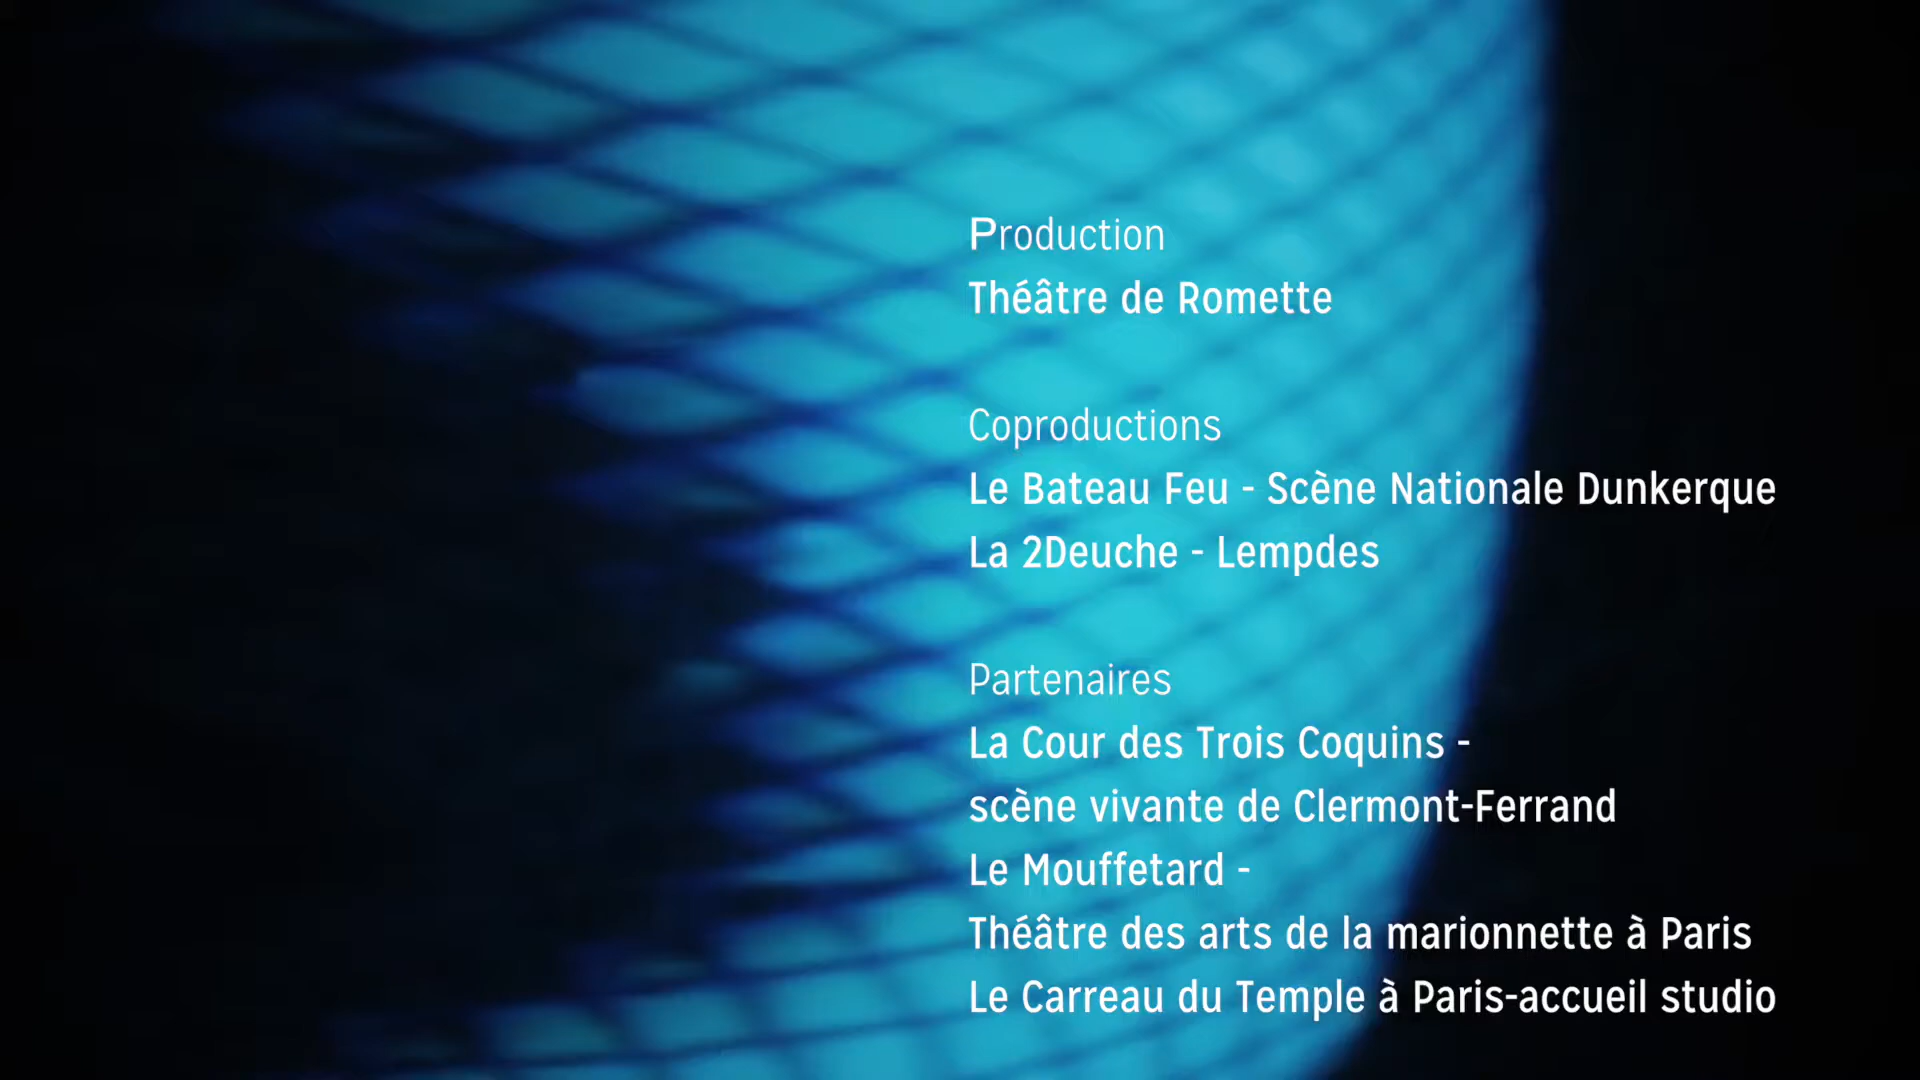 Production
Théâtre de Romette
Coproductions
Le Bateau Feu - Scène Nationale Dunkerque
La 2Deuche - Lempdes
Partenaires
La Cour des Trois Coquins -
scène vivante de Clermont-Ferrand
Le Mouffetard -
Théâtre des arts de la marionnette à Paris
Le Carreau du Temple à Paris-accueil studio